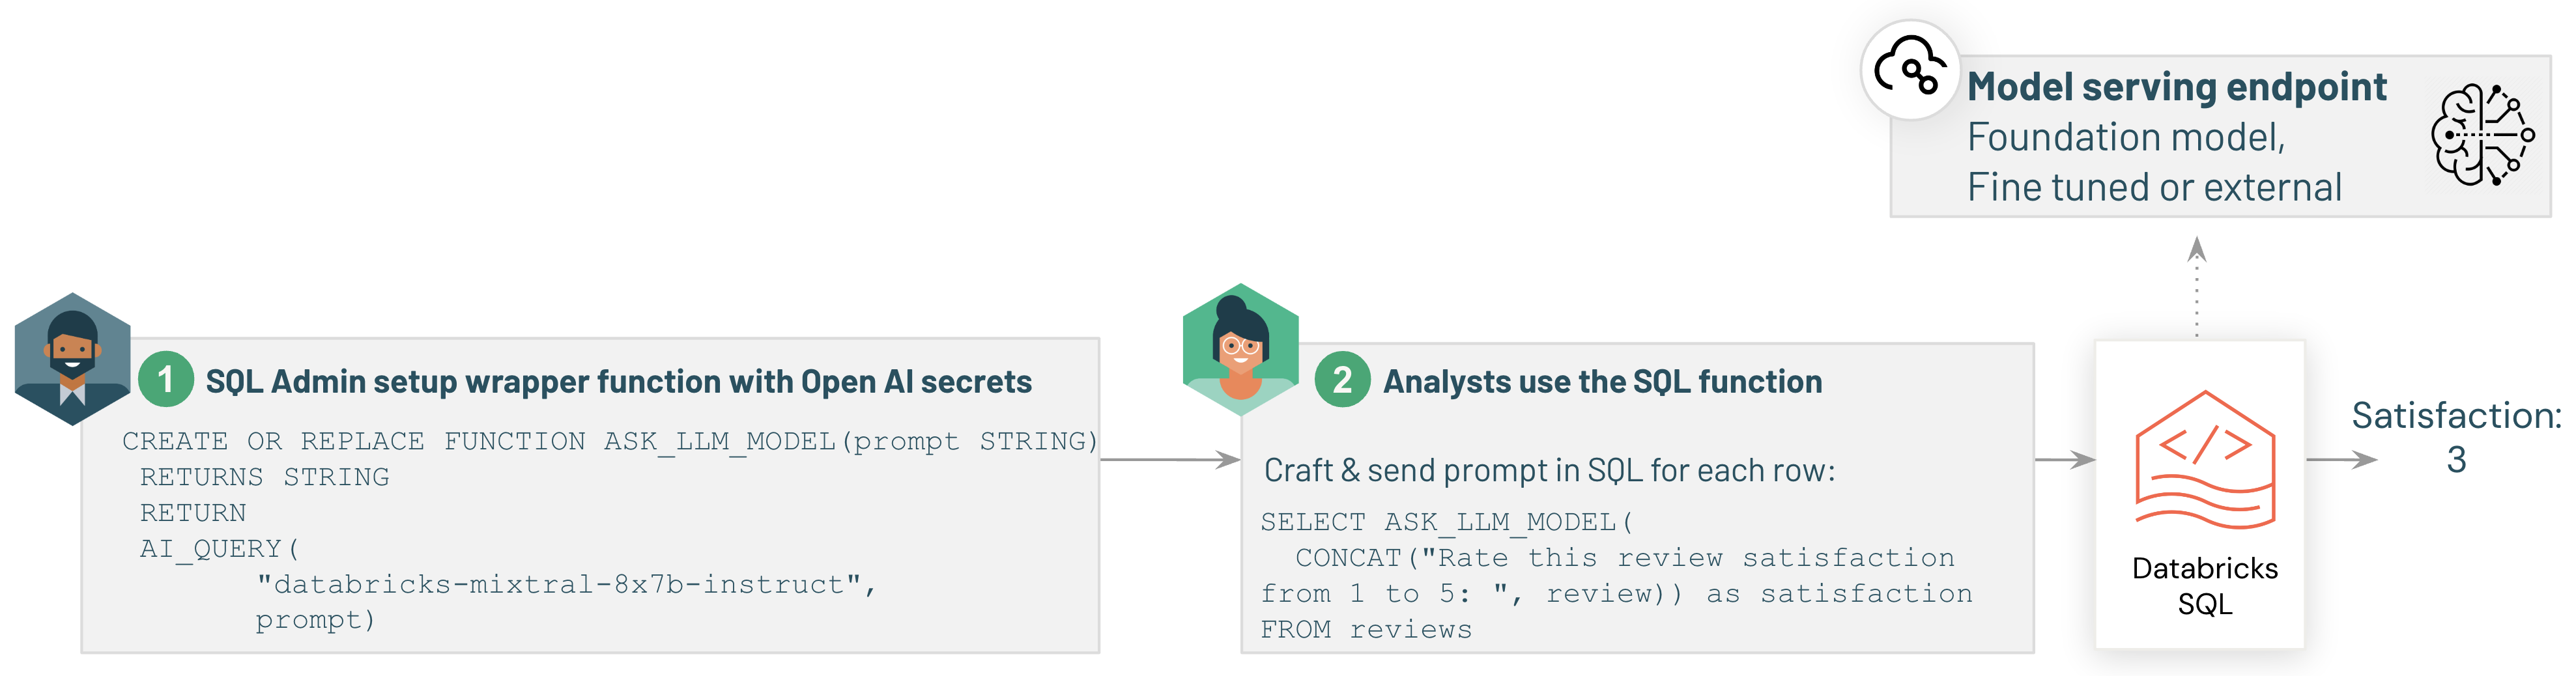 Model serving endpoint
Foundation model,
Fine tuned or external
1 SQL Admin setup wrapper function with Open AI secrets
CREATE OR REPLACE FUNCTION ASK_LLM_MODEL(prompt STRING)
RETURNS STRING
RETURN
AI_QUERY(
"databricks-mixtral-8x7b-instruct",
prompt)
2 Analysts use the SQL function
Craft & send prompt in SQL for each row:
SELECT ASK_LLM_MODEL(
CONCAT("Rate this review satisfaction
from 1 to 5: ", review)) as satisfaction
FROM reviews
</>
Databricks
SQL
Satisfaction:
3